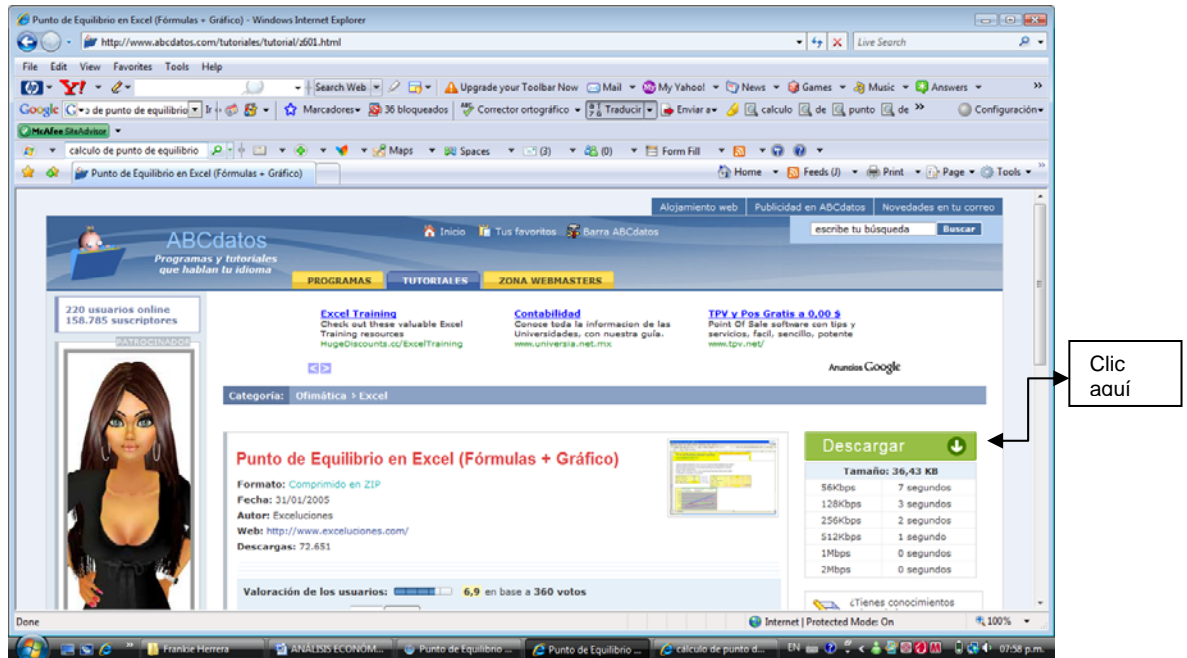 Punto de Equilibrio en Excel (Fórmulas + Gráfico) - Windows Internet Explorer
http://www.abcdatos.com/tutoriales/tutorial/z601.html
Live Search
File Edit View Favorites Tools Help
Search Web Upgrade your Toolbar Now Mail My Yahoo! News Games Music Answers
Google de punto de equilibrio Ir Marcadores 36 bloqueados Corrector ortográfico Traducir Enviar a calculo de punto de Configuración
McAfee SiteAdvisor
calculo de punto de equilibrio Maps Spaces (3) (0) Form Fill
Punto de Equilibrio en Excel (Fórmulas + Gráfico) Home Feeds (J) Print Page Tools
Alojamiento web Publicidad en ABCdatos Novedades en tu correo
Inicio Tus favoritos Barra ABCdatos
escribe tu búsqueda Buscar
ABCdatos
Programas y tutoriales
que hablan tu idioma
PROGRAMAS TUTORIALES ZONA WEBMASTERS
220 usuarios online
158.785 suscriptores
PATROCINADOR
Excel Training
Check out these valuable Excel
Training resources
HugeDiscounts.cc/ExcelTraining
Contabilidad
Conoce toda la informacion de las
Universidades, con nuestra guía.
www.universia.net.mx
TPV y Pos Gratis a 0,00 $
Point Of Sale software con tips y
servicios, facil, sencillo, potente
www.tpv.net/
Anuncios Google
Categoría: Ofimática > Excel
Punto de Equilibrio en Excel (Fórmulas + Gráfico)
Formato: Comprimido en ZIP
Fecha: 31/01/2005
Autor: Exceluciones
Web: http://www.exceluciones.com/
Descargas: 72.651
Valoración de los usuarios: 6,9 en base a 360 votos
Descargar
Tamaño: 36,43 KB
56Kbps 7 segundos
128Kbps 3 segundos
256Kbps 2 segundos
512Kbps 1 segundo
1Mbps 0 segundos
2Mbps 0 segundos
¿Tienes conocimientos
Clic
aquí
Done Internet | Protected Mode: On 100%
Frankie Herrera ANÁLISIS ECONÓM... Punto de Equilibrio ... Punto de Equilibrio ... cálculo de punto d... EN 07:58 p.m.